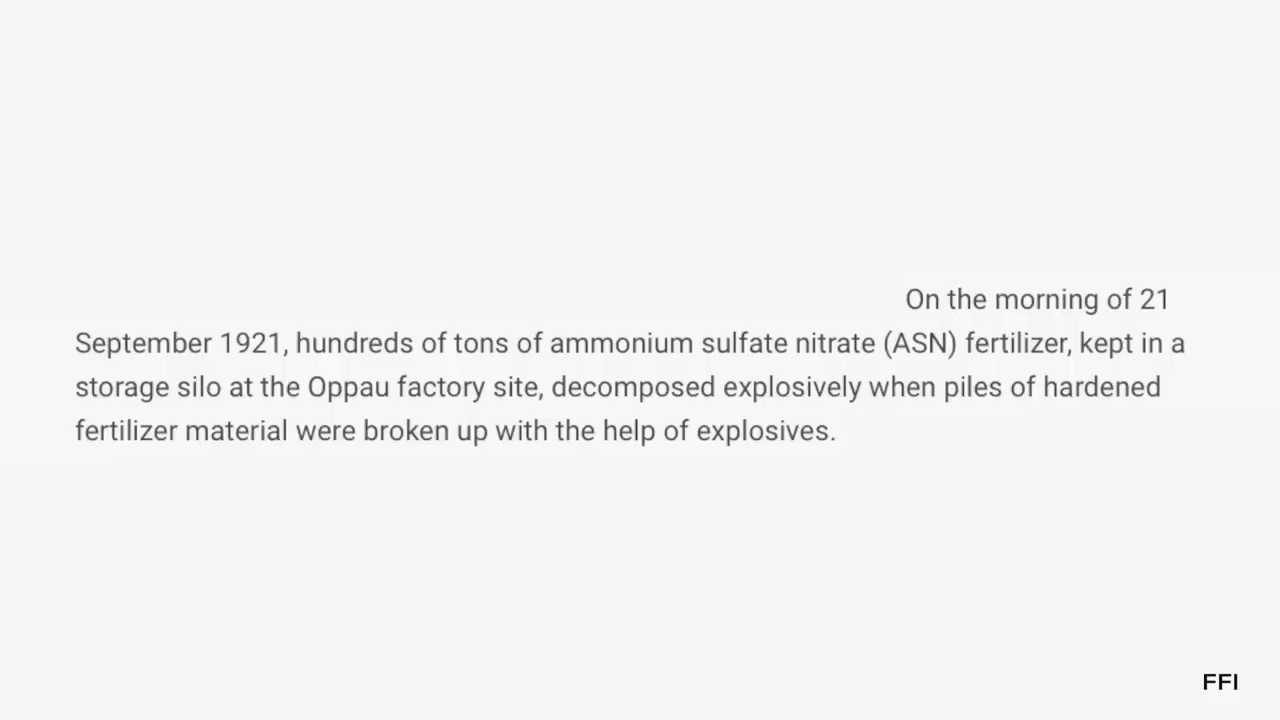 On the morning of 21
September 1921, hundreds of tons of ammonium sulfate nitrate (ASN) fertilizer, kept in a
storage silo at the Oppau factory site, decomposed explosively when piles of hardened
fertilizer material were broken up with the help of explosives.
FFI